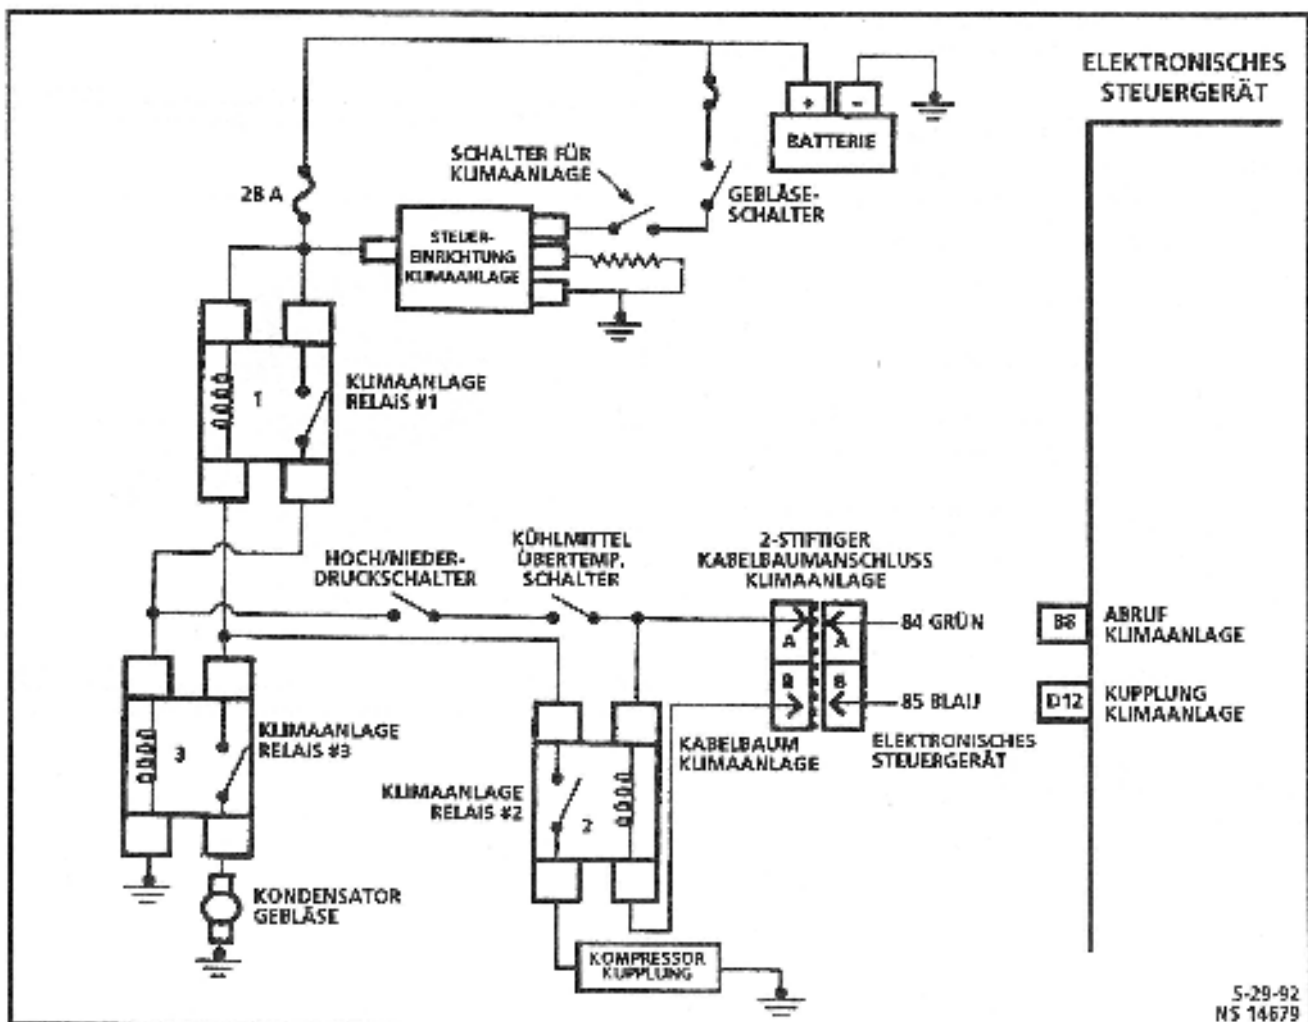 ELEKTRONISCHES
STEUERGERÄT
+
-
BATTERIE
SCHALTER FÜR
KLIMAANLAGE
GEBLÄSE-
SCHALTER
28 A
STEUER-
EINRICHTUNG
KLIMAANLAGE
1
KLIMAANLAGE
RELAIS #1
HOCH/NIEDER-
DRUCKSCHALTER
KÜHLMITTEL
ÜBERTEMP.
SCHALTER
2-STIFTIGER
KABELBAUMANSCHLUSS
KLIMAANLAGE
A
A
84 GRÜN
B8
ABRUF
KLIMAANLAGE
B
B
85 BLAU
D12
KUPPLUNG
KLIMAANLAGE
3
KLIMAANLAGE
RELAIS #3
KABELBAUM
KLIMAANLAGE
ELEKTRONISCHES
STEUERGERÄT
KLIMAANLAGE
RELAIS #2
2
KONDENSATOR
GEBLÄSE
KOMPRESSOR
KUPPLUNG
5-29-92
NS 14679